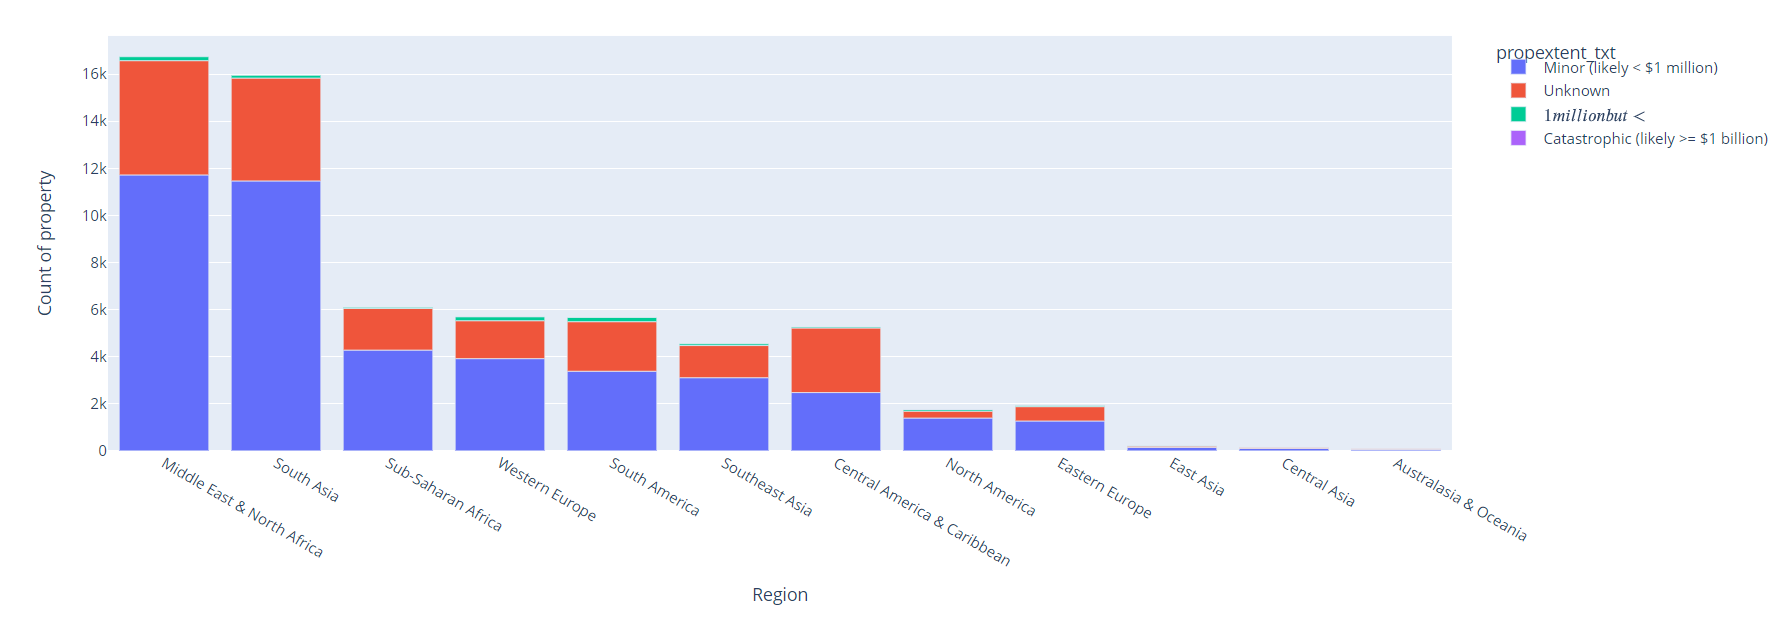 propextent_txt
Minor (likely < $1 million)
Unknown
1millionbut <
Catastrophic (likely >= $1 billion)
16k
14k
12k
10k
8k
6k
4k
2k
0
Count of property
Middle East & North Africa
South Asia
Sub-Saharan Africa
Western Europe
South America
Southeast Asia
Central America & Caribbean
North America
Eastern Europe
East Asia
Central Asia
Australasia & Oceania
Region